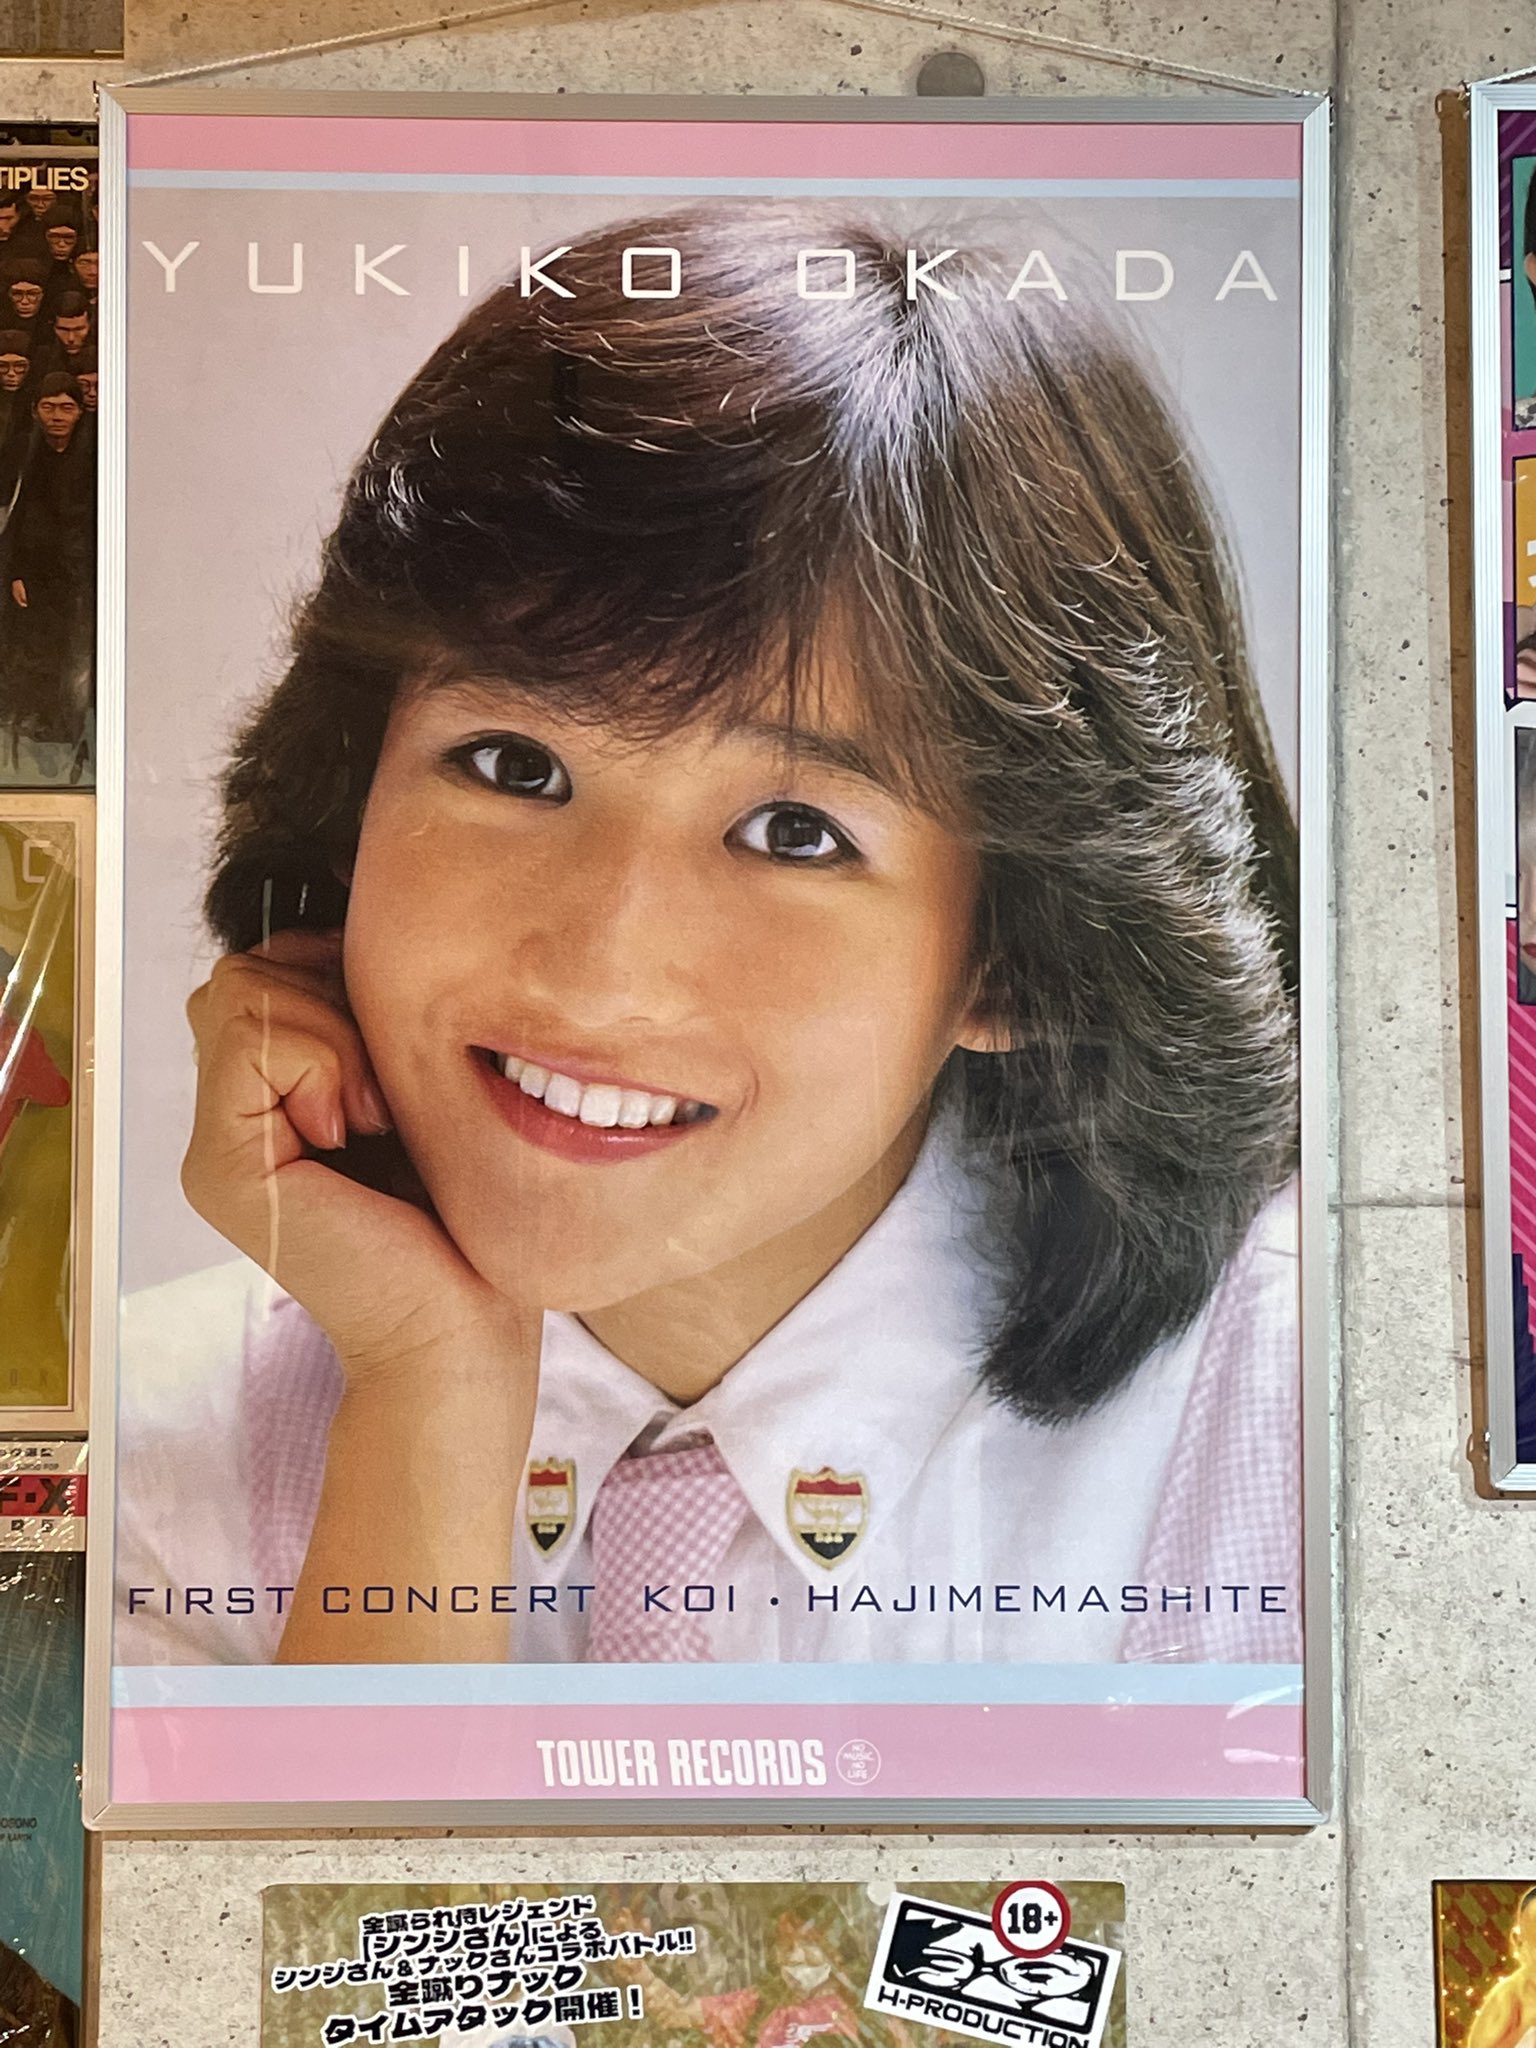 TIPLIES
YUKIKO OKADA
FIRST CONCERT KOI・HAJIMEMASHITE
TOWER RECORDS
NO
MUSIC,
NO
LIFE
F・X
金蹴られ侍レジェンド
【シンジさん】による
シンジさん&ナックさんコラボバトル!!
金蹴りナック
タイムアタック開催!
18+
H-PRODUCTION